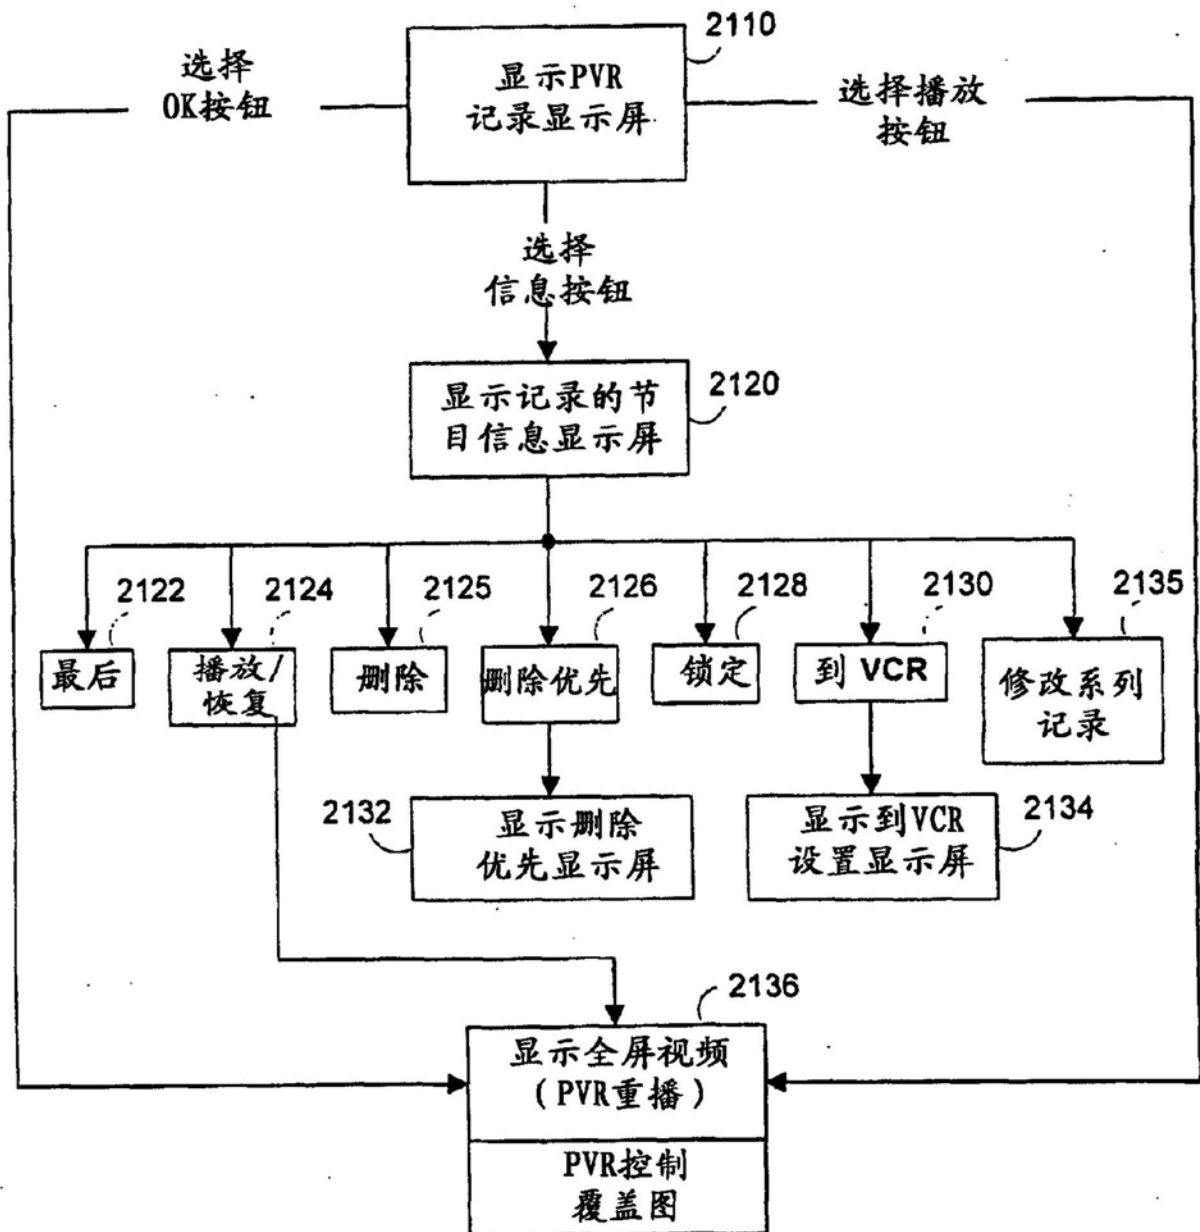 2110
选择
OK按钮
显示PVR
记录显示屏
选择播放
按钮
选择
信息按钮
显示记录的节
目信息显示屏
2120
2122
2124
2125
2126
2128
2130
2135
最后
播放/
恢复
删除
删除优先
锁定
到 VCR
修改系列
记录
2132
显示删除
优先显示屏
显示到VCR
设置显示屏
2134
2136
显示全屏视频
(PVR重播)
PVR控制
覆盖图